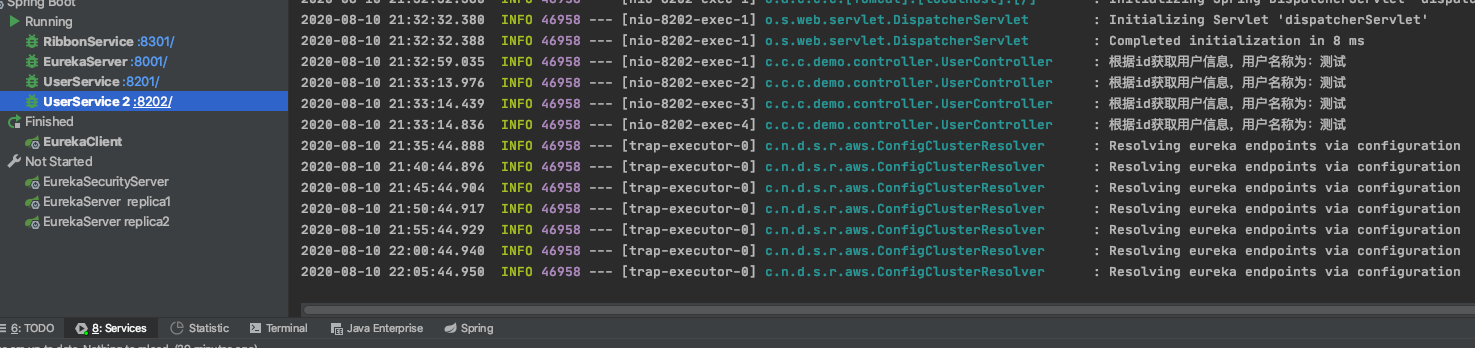 Spring Boot
Running
RibbonService :8301/
EurekaServer :8001/
UserService :8201/
UserService 2 :8202/
Finished
EurekaClient
Not Started
EurekaSecurityServer
EurekaServer replica1
EurekaServer replica2
2020-08-10 21:32:32.380 INFO 46958 --- [nio-8202-exec-1] o.s.web.servlet.DispatcherServlet : Initializing Servlet 'dispatcherServlet'
2020-08-10 21:32:32.388 INFO 46958 --- [nio-8202-exec-1] o.s.web.servlet.DispatcherServlet : Completed initialization in 8 ms
2020-08-10 21:32:59.035 INFO 46958 --- [nio-8202-exec-1] c.c.c.demo.controller.UserController : 根据id获取用户信息，用户名称为：测试
2020-08-10 21:33:13.976 INFO 46958 --- [nio-8202-exec-2] c.c.c.demo.controller.UserController : 根据id获取用户信息，用户名称为：测试
2020-08-10 21:33:14.439 INFO 46958 --- [nio-8202-exec-3] c.c.c.demo.controller.UserController : 根据id获取用户信息，用户名称为：测试
2020-08-10 21:33:14.836 INFO 46958 --- [nio-8202-exec-4] c.c.c.demo.controller.UserController : 根据id获取用户信息，用户名称为：测试
2020-08-10 21:35:44.888 INFO 46958 --- [trap-executor-0] c.n.d.s.r.aws.ConfigClusterResolver : Resolving eureka endpoints via configuration
2020-08-10 21:40:44.896 INFO 46958 --- [trap-executor-0] c.n.d.s.r.aws.ConfigClusterResolver : Resolving eureka endpoints via configuration
2020-08-10 21:45:44.904 INFO 46958 --- [trap-executor-0] c.n.d.s.r.aws.ConfigClusterResolver : Resolving eureka endpoints via configuration
2020-08-10 21:50:44.917 INFO 46958 --- [trap-executor-0] c.n.d.s.r.aws.ConfigClusterResolver : Resolving eureka endpoints via configuration
2020-08-10 21:55:44.929 INFO 46958 --- [trap-executor-0] c.n.d.s.r.aws.ConfigClusterResolver : Resolving eureka endpoints via configuration
2020-08-10 22:00:44.940 INFO 46958 --- [trap-executor-0] c.n.d.s.r.aws.ConfigClusterResolver : Resolving eureka endpoints via configuration
2020-08-10 22:05:44.950 INFO 46958 --- [trap-executor-0] c.n.d.s.r.aws.ConfigClusterResolver : Resolving eureka endpoints via configuration
6: TODO 8: Services Statistic Terminal Java Enterprise Spring